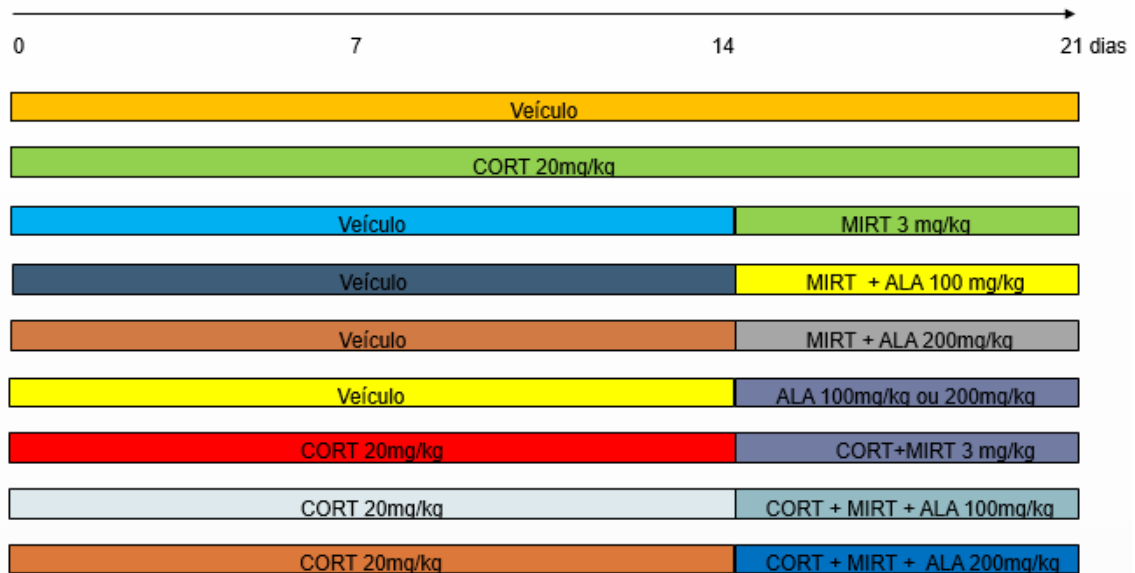 0 7 14 21 dias
Veículo
CORT 20mg/kg
Veículo MIRT 3 mg/kg
Veículo MIRT + ALA 100 mg/kg
Veículo MIRT + ALA 200mg/kg
Veículo ALA 100mg/kg ou 200mg/kg
CORT 20mg/kg CORT+MIRT 3 mg/kg
CORT 20mg/kg CORT + MIRT + ALA 100mg/kg
CORT 20mg/kg CORT + MIRT + ALA 200mg/kg